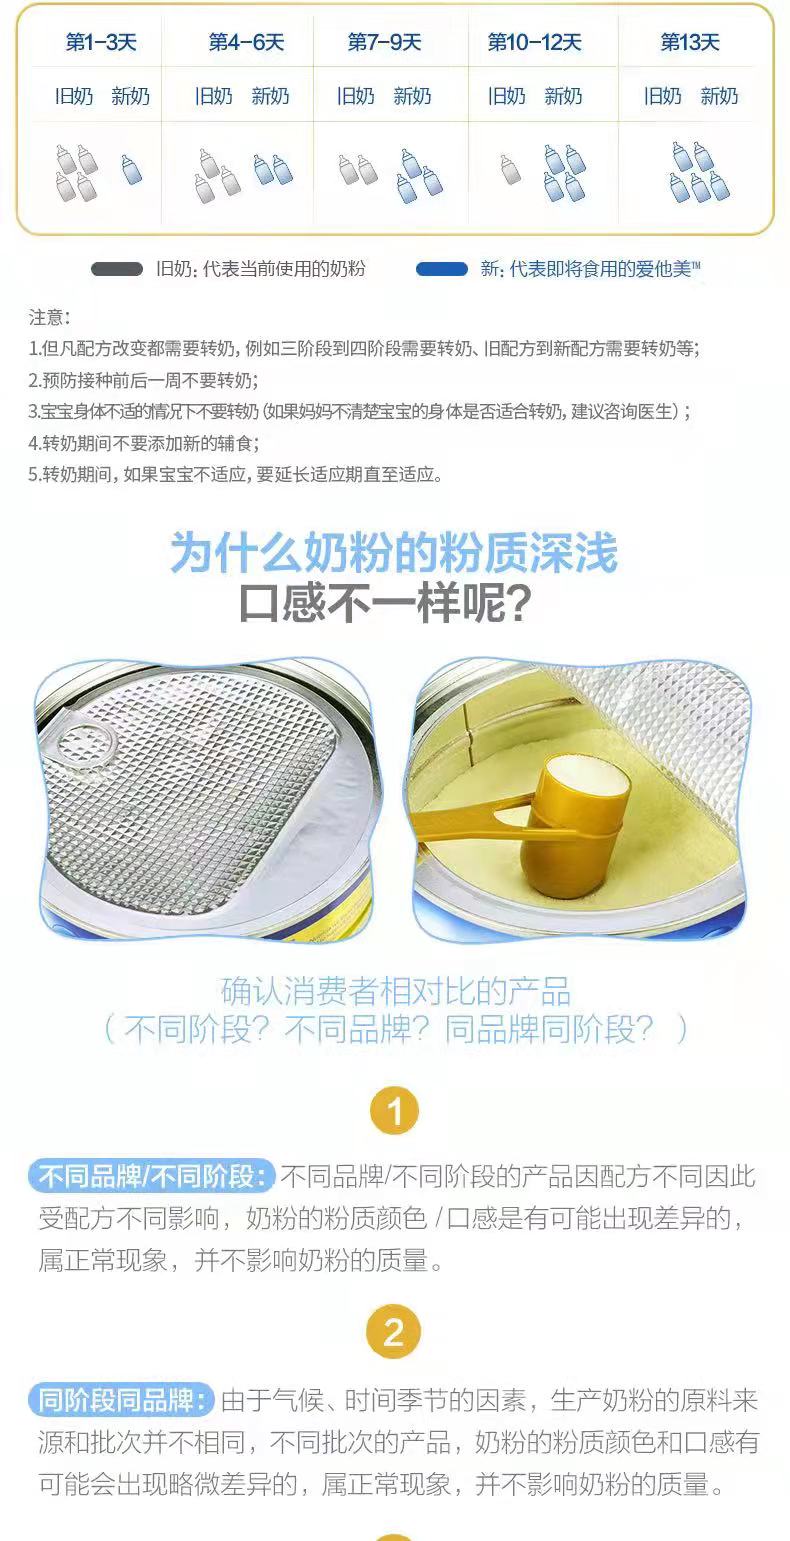 第1-3天 第4-6天 第7-9天 第10-12天 第13天
旧奶 新奶 旧奶 新奶 旧奶 新奶 旧奶 新奶 旧奶 新奶
旧奶：代表当前使用的奶粉 新：代表即将食用的爱他美™
注意：
1.但凡配方改变都需要转奶，例如三阶段到四阶段需要转奶、旧配方到新配方需要转奶等；
2.预防接种前后一周不要转奶；
3.宝宝身体不适的情况下不要转奶（如果妈妈不清楚宝宝的身体是否适合转奶，建议咨询医生）；
4.转奶期间不要添加新的辅食；
5.转奶期间，如果宝宝不适应，要延长适应期直至适应。
为什么奶粉的粉质深浅
口感不一样呢？
确认消费者相对比的产品
（不同阶段？不同品牌？同品牌同阶段？）
1
不同品牌/不同阶段：不同品牌/不同阶段的产品因配方不同因此
受配方不同影响，奶粉的粉质颜色/口感是有可能出现差异的，
属正常现象，并不影响奶粉的质量。
2
同阶段同品牌：由于气候、时间季节的因素，生产奶粉的原料来
源和批次并不相同，不同批次的产品，奶粉的粉质颜色和口感有
可能会出现略微差异的，属正常现象，并不影响奶粉的质量。